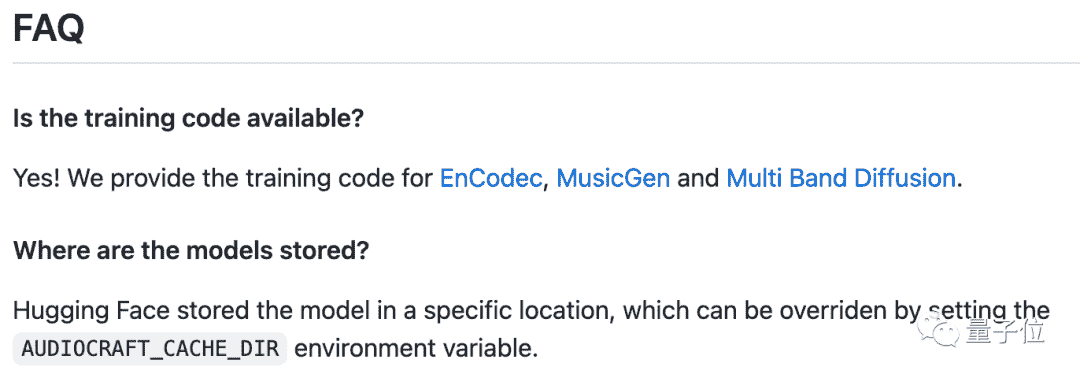 FAQ
Is the training code available?
Yes! We provide the training code for EnCodec, MusicGen and Multi Band Diffusion.
Where are the models stored?
Hugging Face stored the model in a specific location, which can be overriden by setting the
AUDIOCRAFT_CACHE_DIR environment variable.
量子位